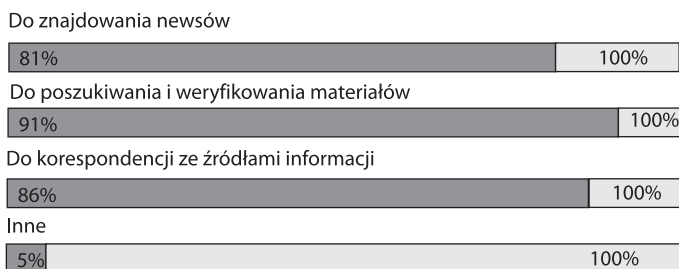 Do znajdowania newsów
81% 100%
Do poszukiwania i weryfikowania materiałów
91% 100%
Do korespondencji ze źródłami informacji
86% 100%
Inne
5% 100%